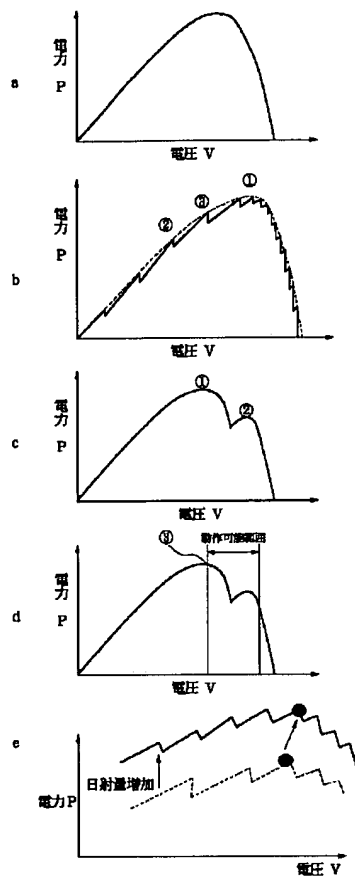 電力 P
a
電圧 V
①
③
②
電力 P
b
電圧 V
①
②
電力 P
c
電圧 V
③
動作可能範囲
電力 P
d
電圧 V
e
日射量増加
電力P
電圧 V